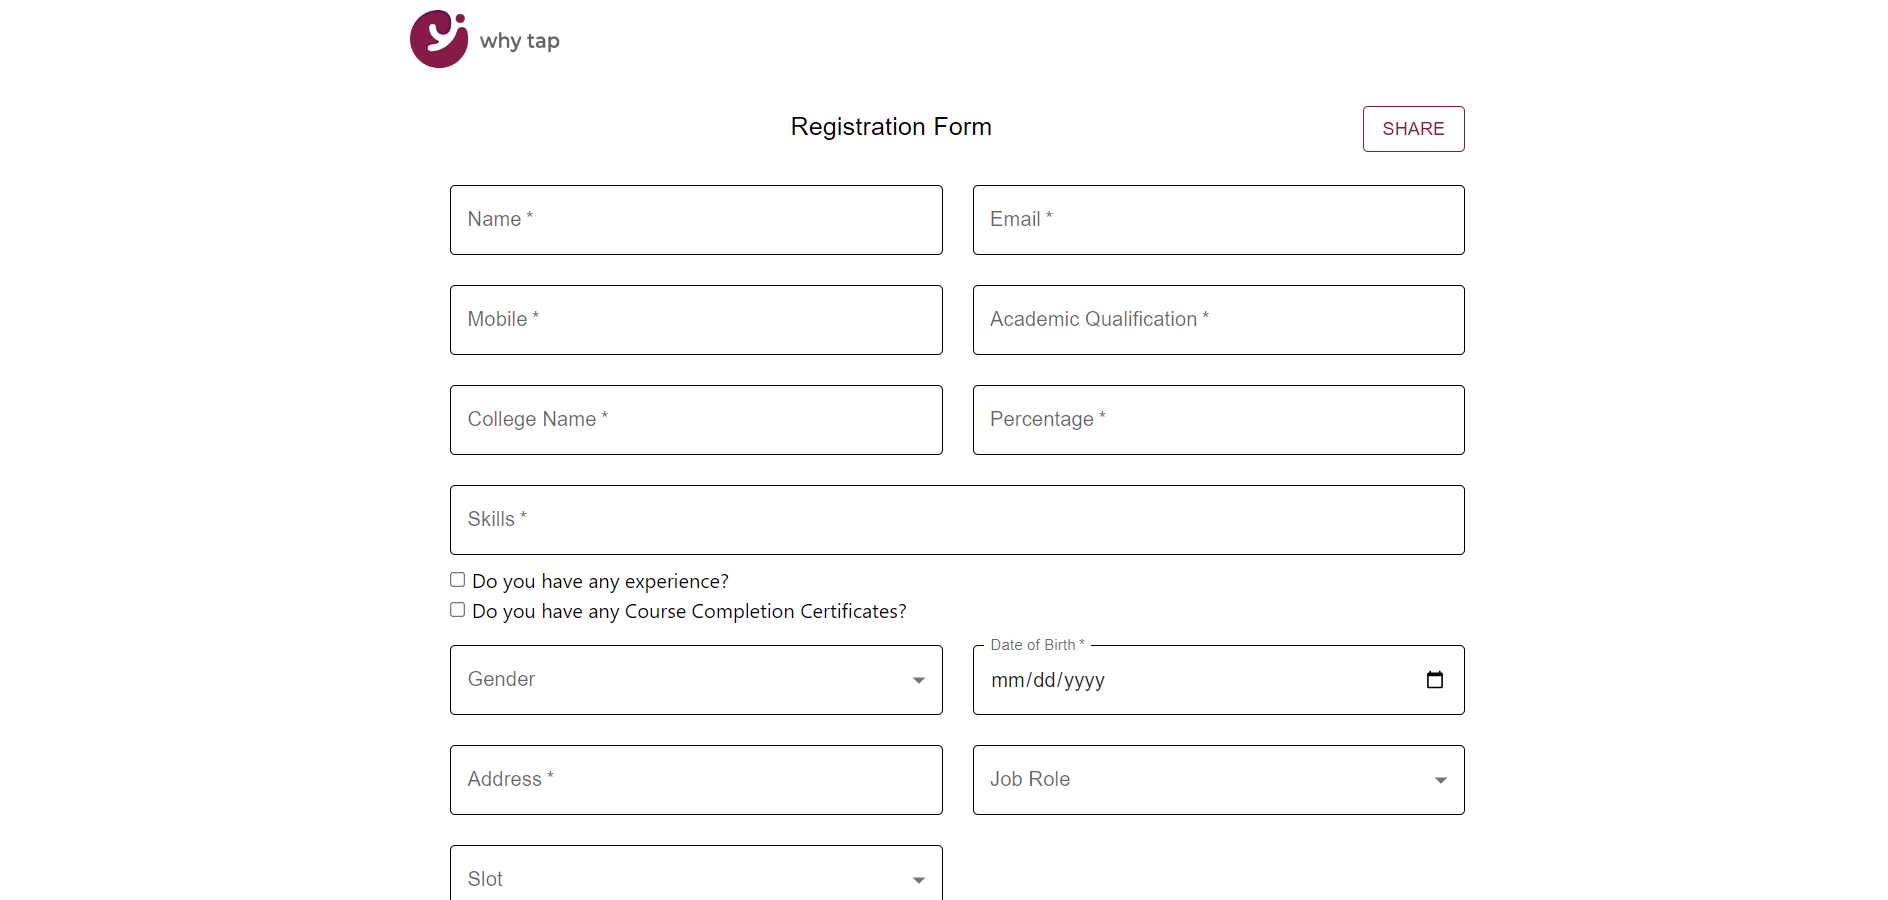 why tap
Registration Form
SHARE
Name *
Email *
Mobile *
Academic Qualification *
College Name *
Percentage *
Skills *
Do you have any experience?
Do you have any Course Completion Certificates?
Gender
Date of Birth *
mm/dd/yyyy
Address *
Job Role
Slot